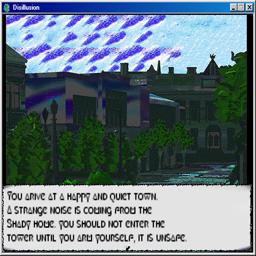 Disillusion
You arive at a happy and quiet town.
A strange noise is coming from the
Shady home. you should not enter the
tower until you arm yourself, it is unsafe.